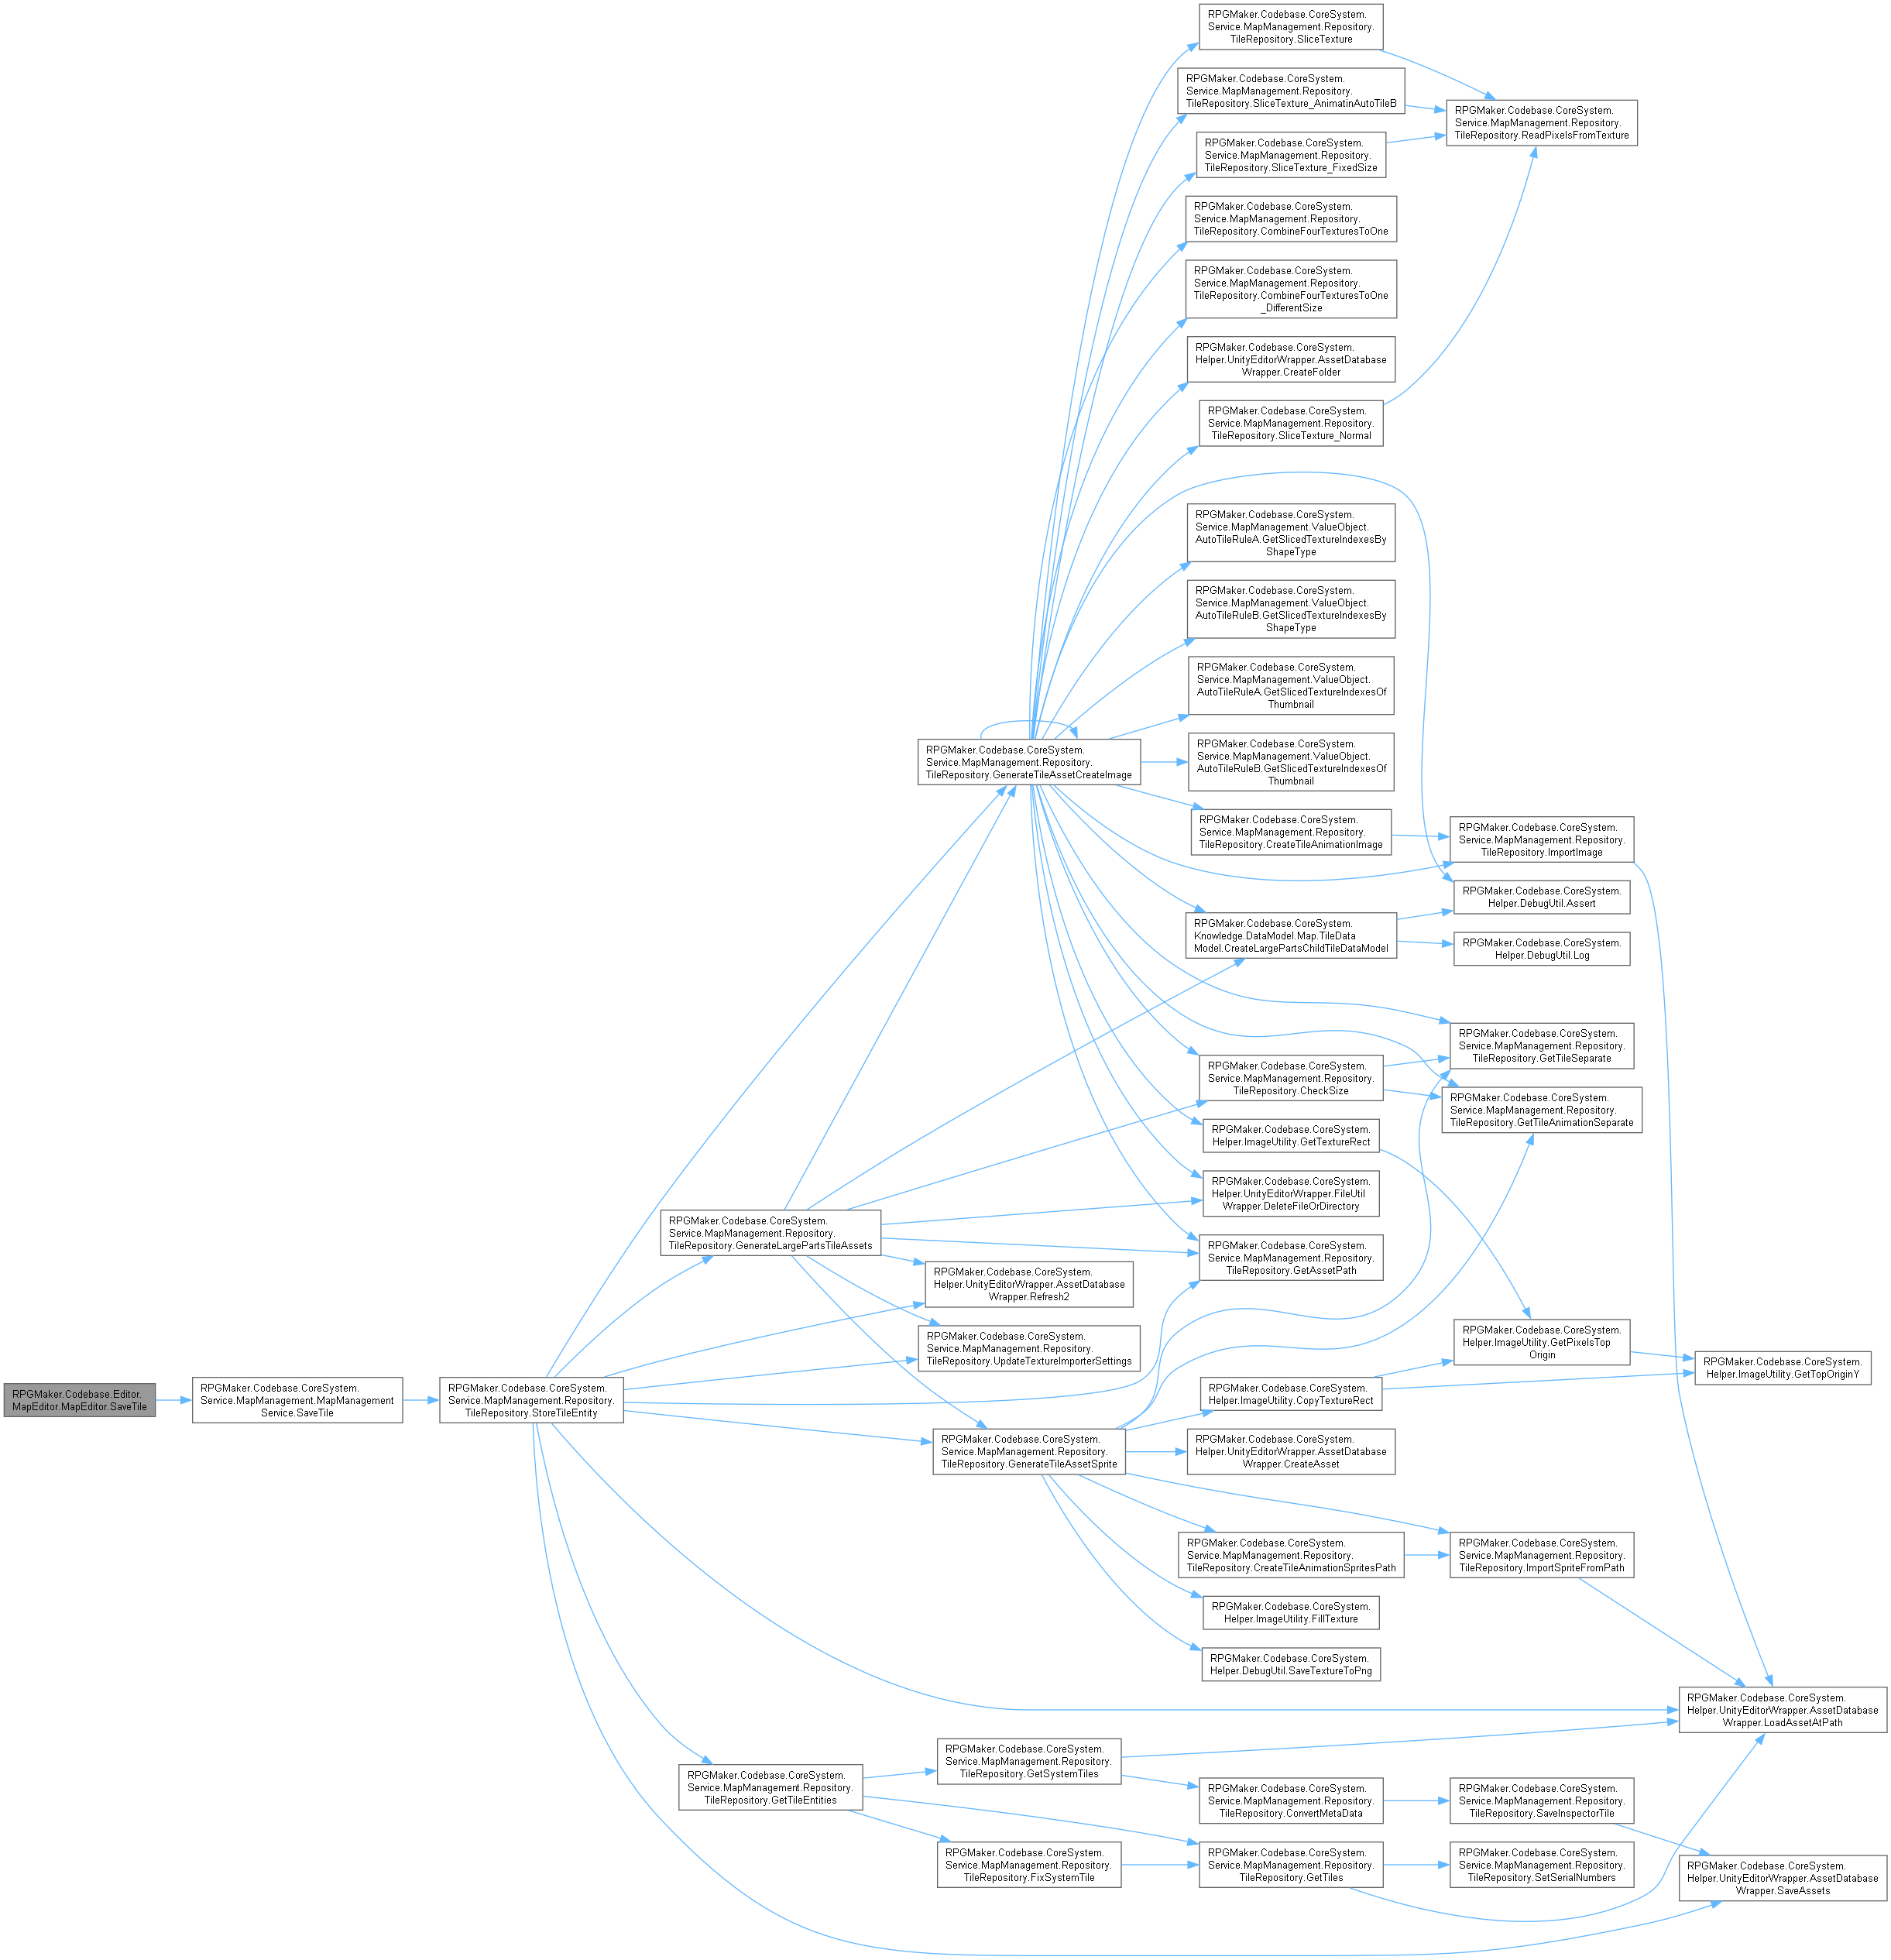 RPGMaker.Codebase.CoreSystem.
Service.MapManagement.Repository.
TileRepository.SliceTexture
RPGMaker.Codebase.CoreSystem.
Service.MapManagement.Repository.
TileRepository.SliceTexture_AnimatinAutoTileB
RPGMaker.Codebase.CoreSystem.
Service.MapManagement.Repository.
TileRepository.ReadPixelsFromTexture
RPGMaker.Codebase.CoreSystem.
Service.MapManagement.Repository.
TileRepository.SliceTexture_FixedSize
RPGMaker.Codebase.CoreSystem.
Service.MapManagement.Repository.
TileRepository.CombineFourTexturesToOne
RPGMaker.Codebase.CoreSystem.
Service.MapManagement.Repository.
TileRepository.CombineFourTexturesToOne
_DifferentSize
RPGMaker.Codebase.CoreSystem.
Helper.UnityEditorWrapper.AssetDatabase
Wrapper.CreateFolder
RPGMaker.Codebase.CoreSystem.
Service.MapManagement.Repository.
TileRepository.SliceTexture_Normal
RPGMaker.Codebase.CoreSystem.
Service.MapManagement.ValueObject.
AutoTileRuleA.GetSlicedTextureIndexesBy
ShapeType
RPGMaker.Codebase.CoreSystem.
Service.MapManagement.ValueObject.
AutoTileRuleB.GetSlicedTextureIndexesBy
ShapeType
RPGMaker.Codebase.CoreSystem.
Service.MapManagement.ValueObject.
AutoTileRuleA.GetSlicedTextureIndexesOf
Thumbnail
RPGMaker.Codebase.CoreSystem.
Service.MapManagement.Repository.
TileRepository.GenerateTileAssetCreateImage
RPGMaker.Codebase.CoreSystem.
Service.MapManagement.ValueObject.
AutoTileRuleB.GetSlicedTextureIndexesOf
Thumbnail
RPGMaker.Codebase.CoreSystem.
Service.MapManagement.Repository.
TileRepository.CreateTileAnimationImage
RPGMaker.Codebase.CoreSystem.
Service.MapManagement.Repository.
TileRepository.ImportImage
RPGMaker.Codebase.CoreSystem.
Helper.DebugUtil.Assert
RPGMaker.Codebase.CoreSystem.
Knowledge.DataModel.Map.TileData
Model.CreateLargePartsChildTileDataModel
RPGMaker.Codebase.CoreSystem.
Helper.DebugUtil.Log
RPGMaker.Codebase.CoreSystem.
Service.MapManagement.Repository.
TileRepository.GetTileSeparate
RPGMaker.Codebase.CoreSystem.
Service.MapManagement.Repository.
TileRepository.CheckSize
RPGMaker.Codebase.CoreSystem.
Service.MapManagement.Repository.
TileRepository.GetTileAnimationSeparate
RPGMaker.Codebase.CoreSystem.
Helper.ImageUtility.GetTextureRect
RPGMaker.Codebase.CoreSystem.
Helper.UnityEditorWrapper.FileUtil
Wrapper.DeleteFileOrDirectory
RPGMaker.Codebase.CoreSystem.
Service.MapManagement.Repository.
TileRepository.GenerateLargePartsTileAssets
RPGMaker.Codebase.CoreSystem.
Service.MapManagement.Repository.
TileRepository.GetAssetPath
RPGMaker.Codebase.CoreSystem.
Helper.UnityEditorWrapper.AssetDatabase
Wrapper.Refresh2
RPGMaker.Codebase.CoreSystem.
Service.MapManagement.Repository.
TileRepository.UpdateTextureImporterSettings
RPGMaker.Codebase.CoreSystem.
Helper.ImageUtility.GetPixelsTop
Origin
RPGMaker.Codebase.CoreSystem.
Helper.ImageUtility.GetTopOriginY
RPGMaker.Codebase.Editor.
MapEditor.MapEditor.SaveTile
RPGMaker.Codebase.CoreSystem.
Service.MapManagement.MapManagement
Service.SaveTile
RPGMaker.Codebase.CoreSystem.
Service.MapManagement.Repository.
TileRepository.StoreTileEntity
RPGMaker.Codebase.CoreSystem.
Helper.ImageUtility.CopyTextureRect
RPGMaker.Codebase.CoreSystem.
Service.MapManagement.Repository.
TileRepository.GenerateTileAssetSprite
RPGMaker.Codebase.CoreSystem.
Helper.UnityEditorWrapper.AssetDatabase
Wrapper.CreateAsset
RPGMaker.Codebase.CoreSystem.
Service.MapManagement.Repository.
TileRepository.CreateTileAnimationSpritesPath
RPGMaker.Codebase.CoreSystem.
Service.MapManagement.Repository.
TileRepository.ImportSpriteFromPath
RPGMaker.Codebase.CoreSystem.
Helper.ImageUtility.FillTexture
RPGMaker.Codebase.CoreSystem.
Helper.DebugUtil.SaveTextureToPng
RPGMaker.Codebase.CoreSystem.
Helper.UnityEditorWrapper.AssetDatabase
Wrapper.LoadAssetAtPath
RPGMaker.Codebase.CoreSystem.
Service.MapManagement.Repository.
TileRepository.GetSystemTiles
RPGMaker.Codebase.CoreSystem.
Service.MapManagement.Repository.
TileRepository.GetTileEntities
RPGMaker.Codebase.CoreSystem.
Service.MapManagement.Repository.
TileRepository.ConvertMetaData
RPGMaker.Codebase.CoreSystem.
Service.MapManagement.Repository.
TileRepository.SaveInspectorTile
RPGMaker.Codebase.CoreSystem.
Service.MapManagement.Repository.
TileRepository.FixSystemTile
RPGMaker.Codebase.CoreSystem.
Service.MapManagement.Repository.
TileRepository.GetTiles
RPGMaker.Codebase.CoreSystem.
Service.MapManagement.Repository.
TileRepository.SetSerialNumbers
RPGMaker.Codebase.CoreSystem.
Helper.UnityEditorWrapper.AssetDatabase
Wrapper.SaveAssets